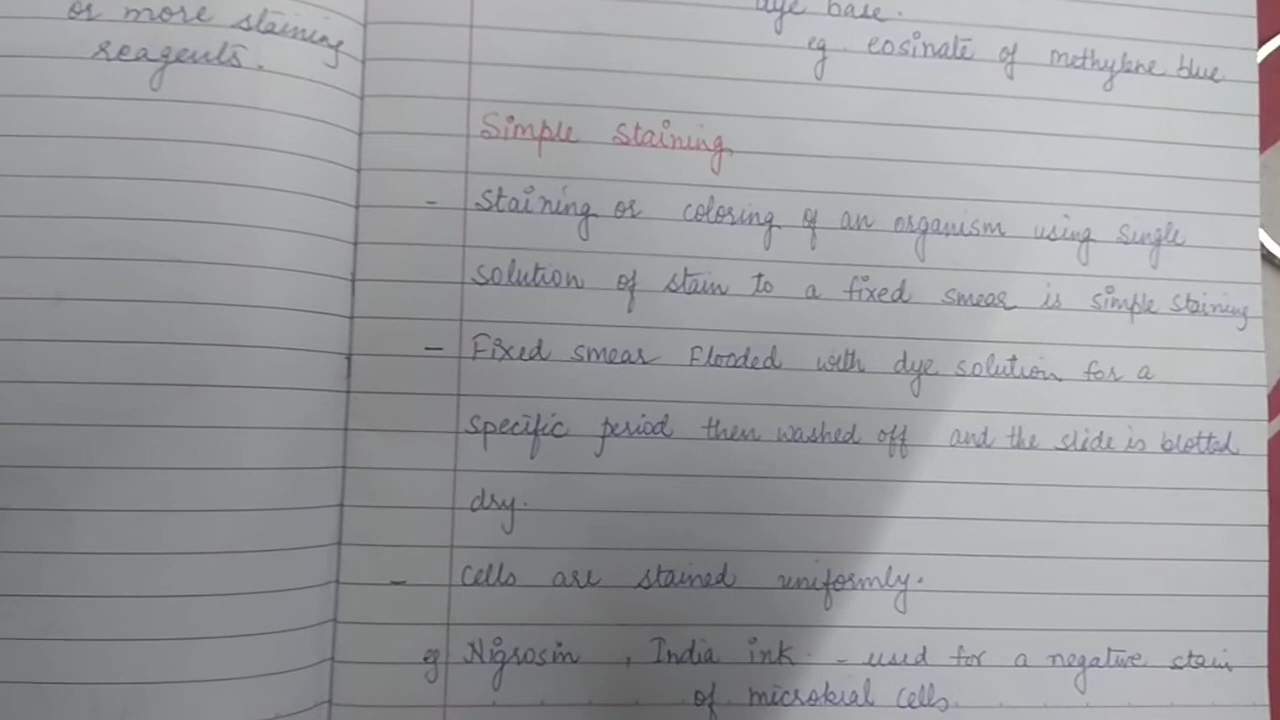 or more staining
reagents.
dye base.
eg eosinate of methylene blue
Simple Staining
- Staining or coloring of an organism using single
solution of stain to a fixed smear is simple staining
- Fixed smear flooded with dye solution for a
specific period then washed off and the slide is blotted
dry.
- cells are stained uniformly.
eg Nigrosin, India ink - used for a negative stain
of microbial cells.